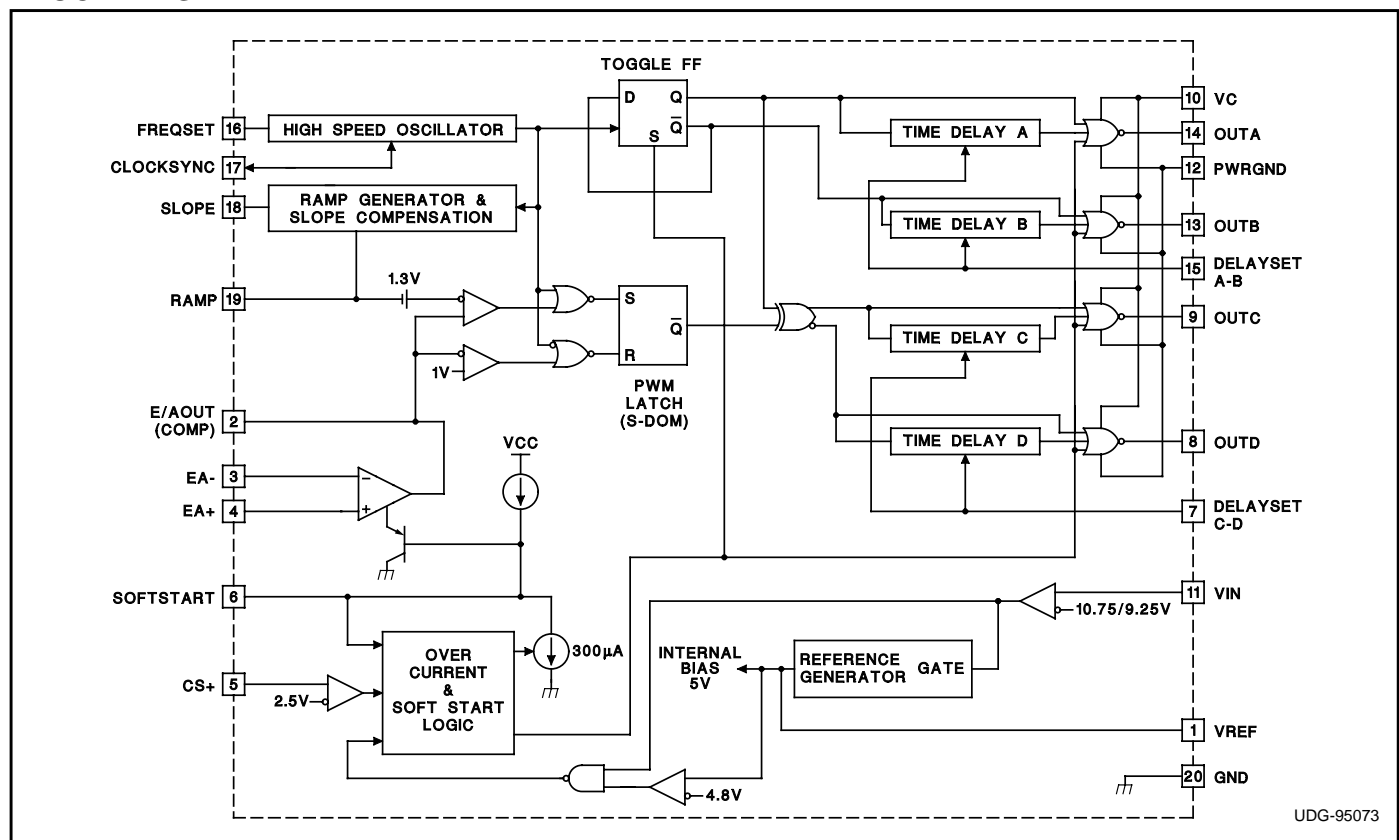 TOGGLE FF
D Q
Q
S
FREQSET 16
HIGH SPEED OSCILLATOR
CLOCKSYNC 17
SLOPE 18
RAMP GENERATOR &
SLOPE COMPENSATION
RAMP 19
1.3V
1V
S
R
Q
PWM
LATCH
(S-DOM)
TIME DELAY A
TIME DELAY B
TIME DELAY C
TIME DELAY D
10 VC
14 OUTA
12 PWRGND
13 OUTB
15 DELAYSET
A-B
9 OUTC
8 OUTD
7 DELAYSET
C-D
E/AOUT
(COMP) 2
EA- 3
EA+ 4
−
+
VCC
SOFTSTART 6
CS+ 5
2.5V
OVER
CURRENT
&
SOFT START
LOGIC
300µA
INTERNAL
BIAS
5V
REFERENCE
GENERATOR GATE
10.75/9.25V
4.8V
11 VIN
1 VREF
20 GND
UDG-95073